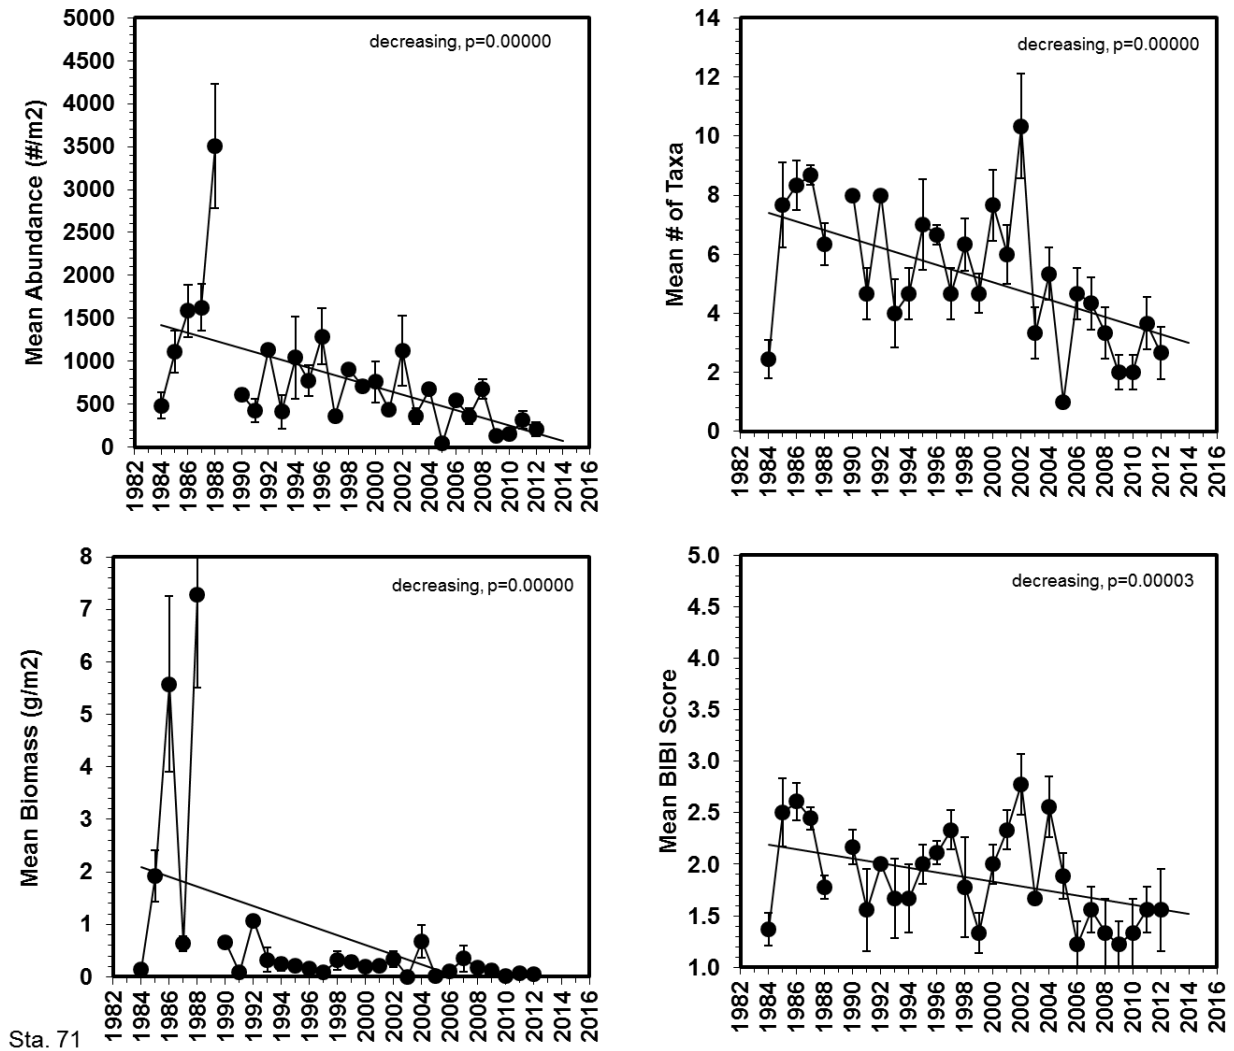 Mean Abundance (#/m2)
5000
4500
4000
3500
3000
2500
2000
1500
1000
500
0
decreasing, p=0.00000
1982 1984 1986 1988 1990 1992 1994 1996 1998 2000 2002 2004 2006 2008 2010 2012 2014 2016
Mean # of Taxa
14
12
10
8
6
4
2
0
decreasing, p=0.00000
1982 1984 1986 1988 1990 1992 1994 1996 1998 2000 2002 2004 2006 2008 2010 2012 2014 2016
Mean Biomass (g/m2)
8
7
6
5
4
3
2
1
0
decreasing, p=0.00000
1982 1984 1986 1988 1990 1992 1994 1996 1998 2000 2002 2004 2006 2008 2010 2012 2014 2016
Mean BIBI Score
5.0
4.5
4.0
3.5
3.0
2.5
2.0
1.5
1.0
decreasing, p=0.00003
1982 1984 1986 1988 1990 1992 1994 1996 1998 2000 2002 2004 2006 2008 2010 2012 2014 2016
Sta. 71